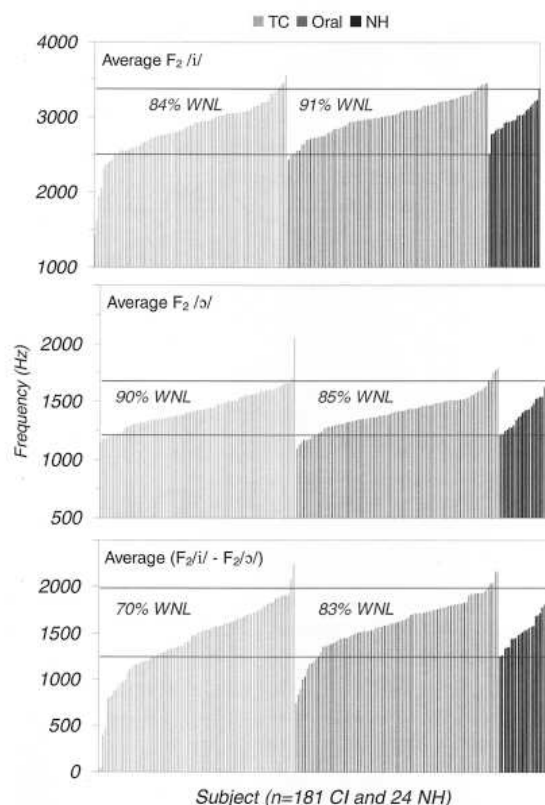 TC Oral NH
Average F₂ /i/
4000
84% WNL 91% WNL
3000
2000
1000
Average F₂ /ɔ/
2000
90% WNL 85% WNL
1500
1000
500
Frequency (Hz)
Average (F₂/i/ - F₂/ɔ/)
2000
70% WNL 83% WNL
1500
1000
500
0
Subject (n=181 CI and 24 NH)